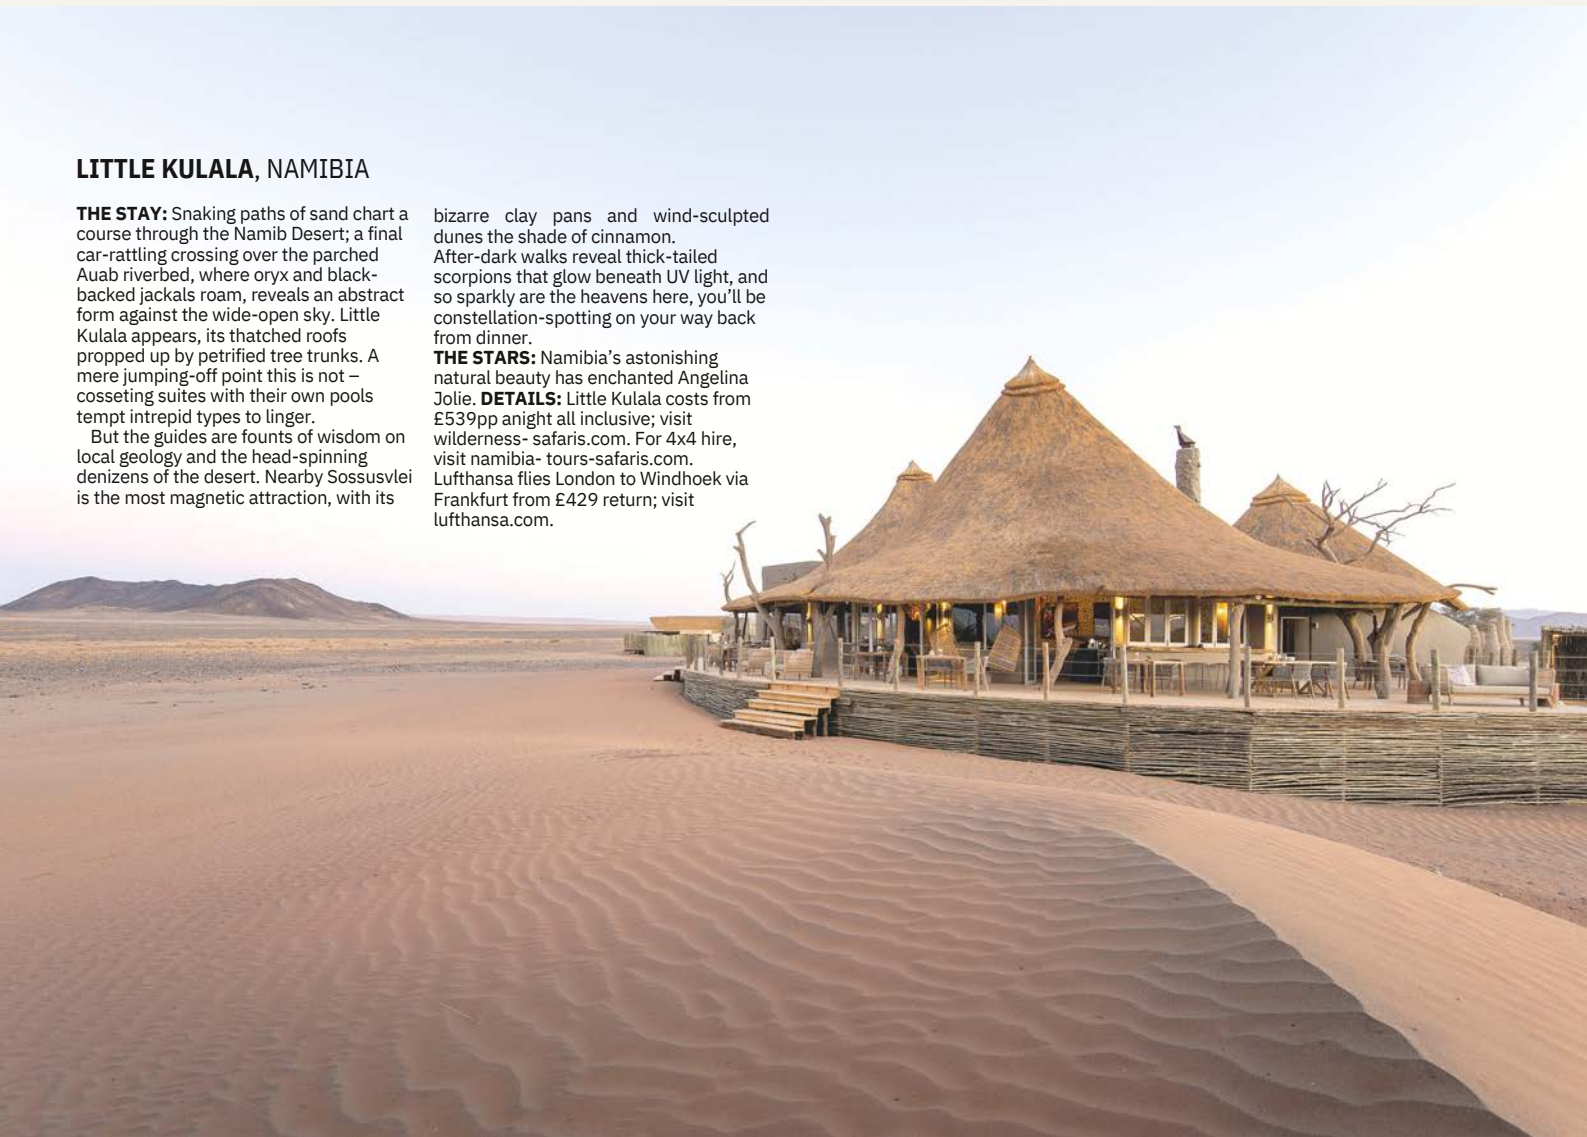 LITTLE KULALA, NAMIBIA
THE STAY: Snaking paths of sand chart a
course through the Namib Desert; a final
car-rattling crossing over the parched
Auab riverbed, where oryx and black-
backed jackals roam, reveals an abstract
form against the wide-open sky. Little
Kulala appears, its thatched roofs
propped up by petrified tree trunks. A
mere jumping-off point this is not –
cosseting suites with their own pools
tempt intrepid types to linger.
But the guides are founts of wisdom on
local geology and the head-spinning
denizens of the desert. Nearby Sossusvlei
is the most magnetic attraction, with its
bizarre clay pans and wind-sculpted
dunes the shade of cinnamon.
After-dark walks reveal thick-tailed
scorpions that glow beneath UV light, and
so sparkly are the heavens here, you’ll be
constellation-spotting on your way back
from dinner.
THE STARS: Namibia’s astonishing
natural beauty has enchanted Angelina
Jolie. DETAILS: Little Kulala costs from
£539pp anight all inclusive; visit
wilderness- safaris.com. For 4x4 hire,
visit namibia- tours-safaris.com.
Lufthansa flies London to Windhoek via
Frankfurt from £429 return; visit
lufthansa.com.